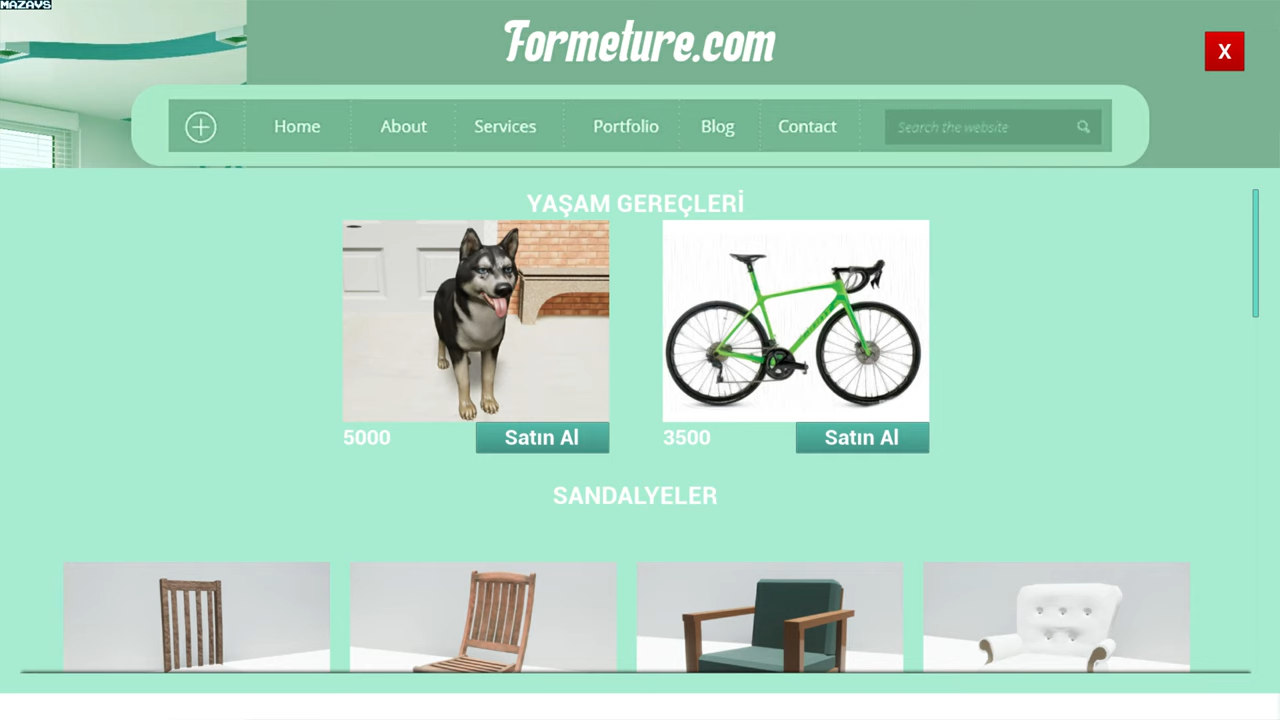 MAZAYS
Formeture.com
X
Home About Services Portfolio Blog Contact Search the website
YAŞAM GEREÇLERİ
5000 Satın Al 3500 Satın Al
SANDALYELER